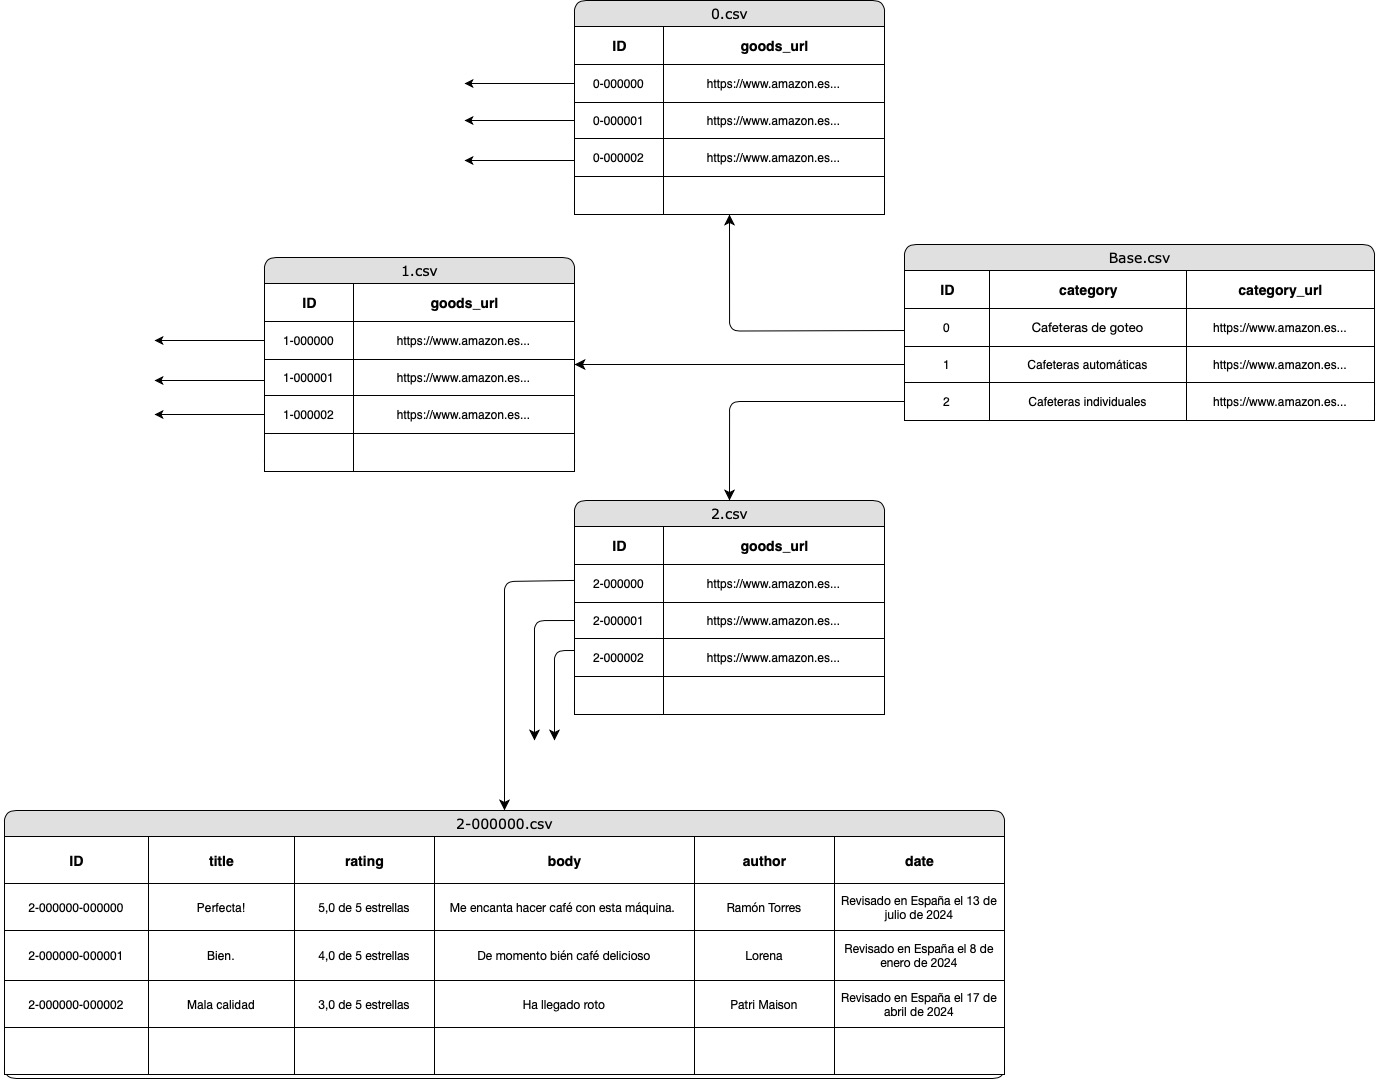 0.csv
ID goods_url
0-000000 https://www.amazon.es...
0-000001 https://www.amazon.es...
0-000002 https://www.amazon.es...
1.csv
ID goods_url
1-000000 https://www.amazon.es...
1-000001 https://www.amazon.es...
1-000002 https://www.amazon.es...
Base.csv
ID category category_url
0 Cafeteras de goteo https://www.amazon.es...
1 Cafeteras automáticas https://www.amazon.es...
2 Cafeteras individuales https://www.amazon.es...
2.csv
ID goods_url
2-000000 https://www.amazon.es...
2-000001 https://www.amazon.es...
2-000002 https://www.amazon.es...
2-000000.csv
ID title rating body author date
2-000000-000000 Perfecta! 5,0 de 5 estrellas Me encanta hacer café con esta máquina. Ramón Torres Revisado en España el 13 de
julio de 2024
2-000000-000001 Bien. 4,0 de 5 estrellas De momento bién café delicioso Lorena Revisado en España el 8 de
enero de 2024
2-000000-000002 Mala calidad 3,0 de 5 estrellas Ha llegado roto Patri Maison Revisado en España el 17 de
abril de 2024